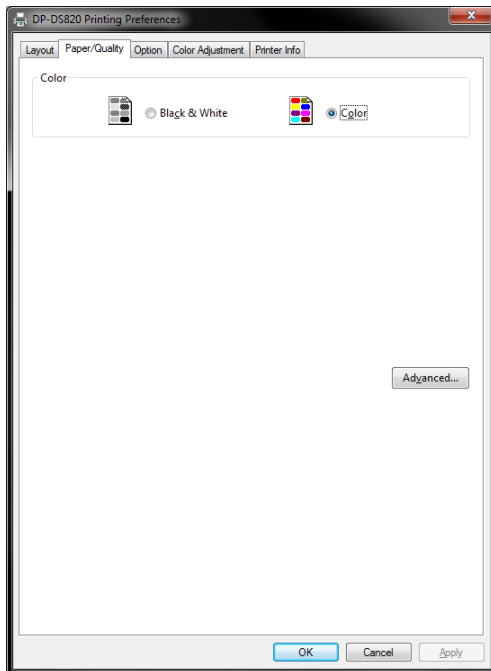 DP-DS820 Printing Preferences
Layout Paper/Quality Option Color Adjustment Printer Info
Color
Black & White Color
Advanced...
OK Cancel Apply